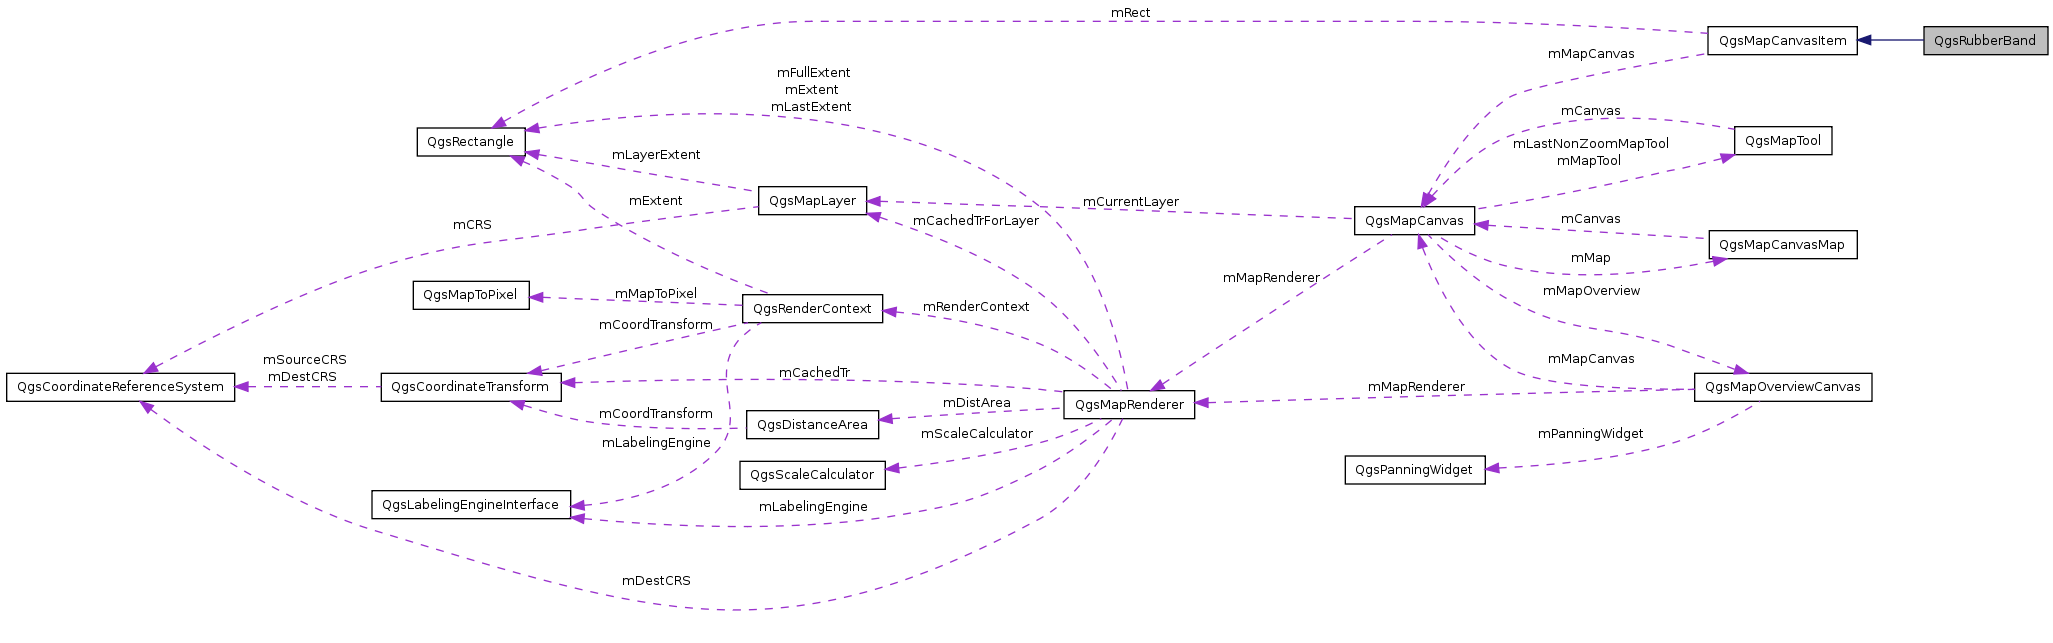 mRect
QgsMapCanvasItem
QgsRubberBand
mMapCanvas
mFullExtent
mExtent
mLastExtent
mCanvas
QgsRectangle
QgsMapTool
mLastNonZoomMapTool
mMapTool
mLayerExtent
QgsMapLayer
mExtent
mCurrentLayer
mCachedTrForLayer
QgsMapCanvas
mCanvas
mCRS
QgsMapCanvasMap
mMap
mMapRenderer
QgsMapToPixel
mMapToPixel
mMapOverview
QgsRenderContext
mRenderContext
mCoordTransform
mSourceCRS
mDestCRS
mMapCanvas
mCachedTr
QgsCoordinateReferenceSystem
QgsCoordinateTransform
mMapRenderer
QgsMapOverviewCanvas
mDistArea
QgsMapRenderer
mCoordTransform
QgsDistanceArea
mScaleCalculator
mPanningWidget
mLabelingEngine
QgsPanningWidget
QgsScaleCalculator
QgsLabelingEngineInterface
mLabelingEngine
mDestCRS